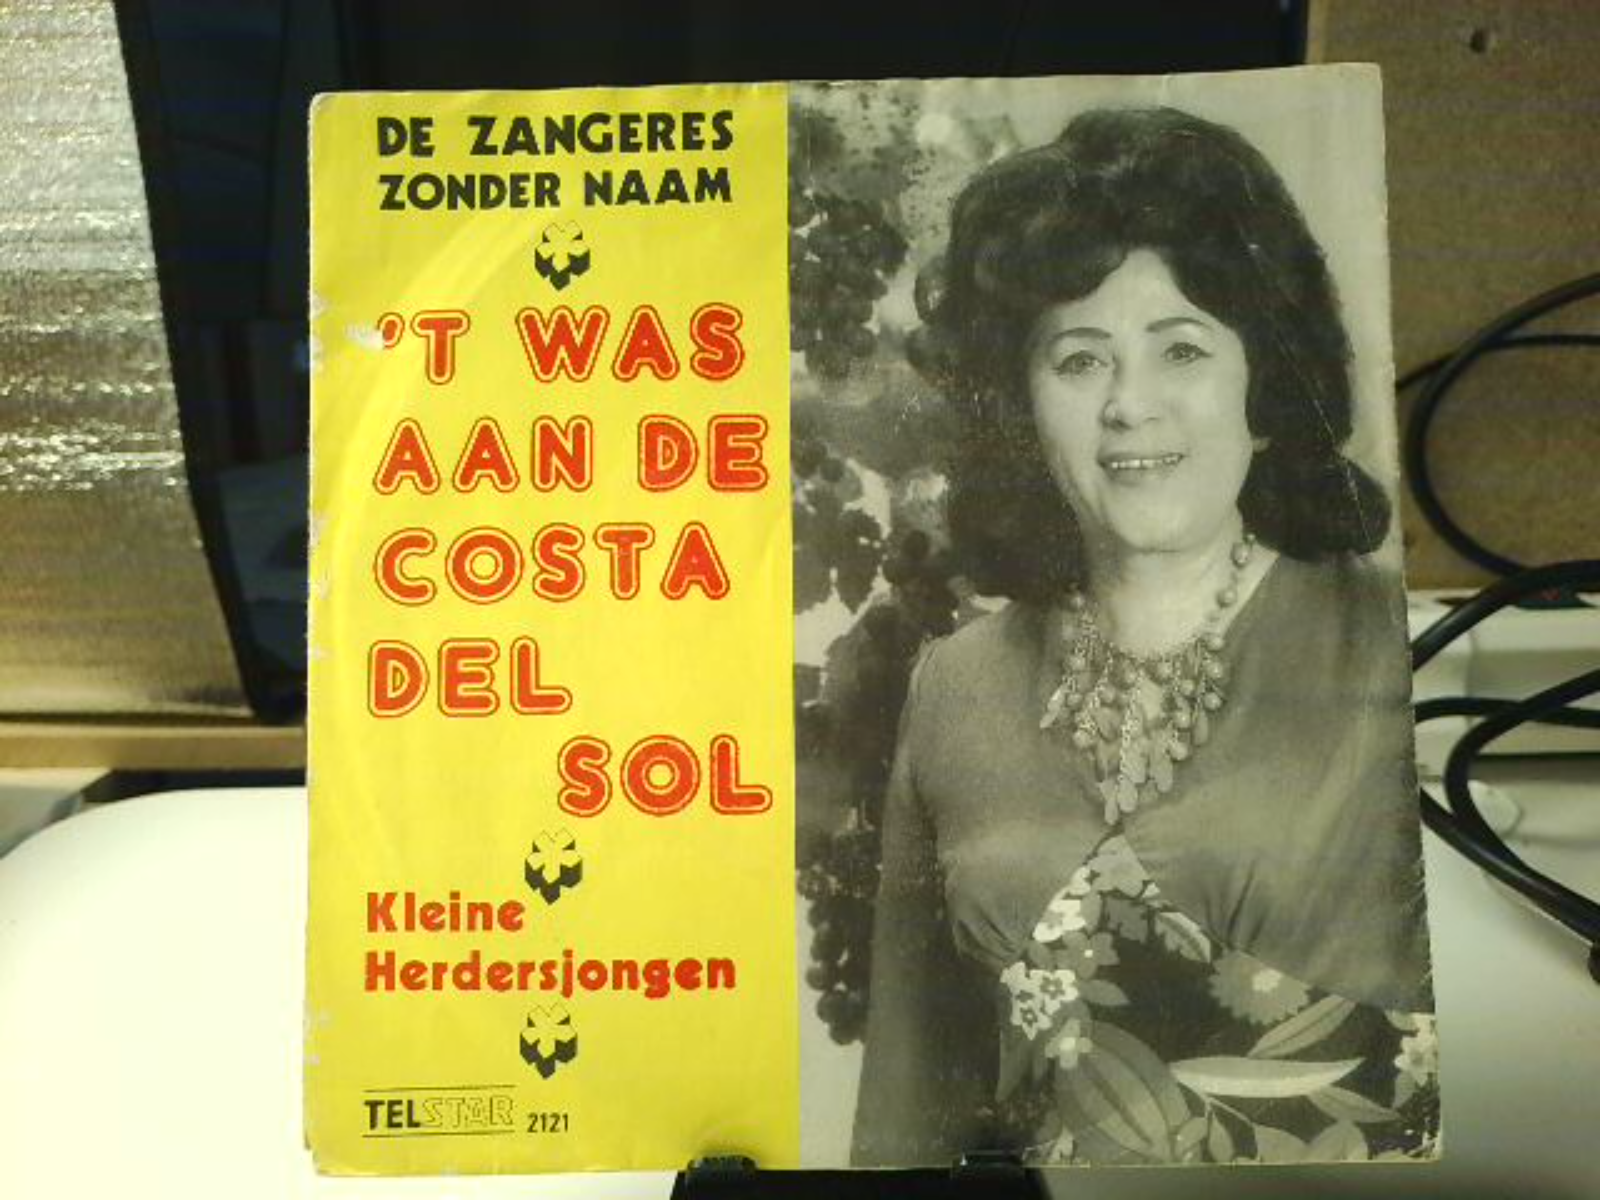 DE ZANGERES
ZONDER NAAM
'T WAS
AAN DE
COSTA
DEL
SOL
Kleine
Herdersjongen
TELSTAR 2121